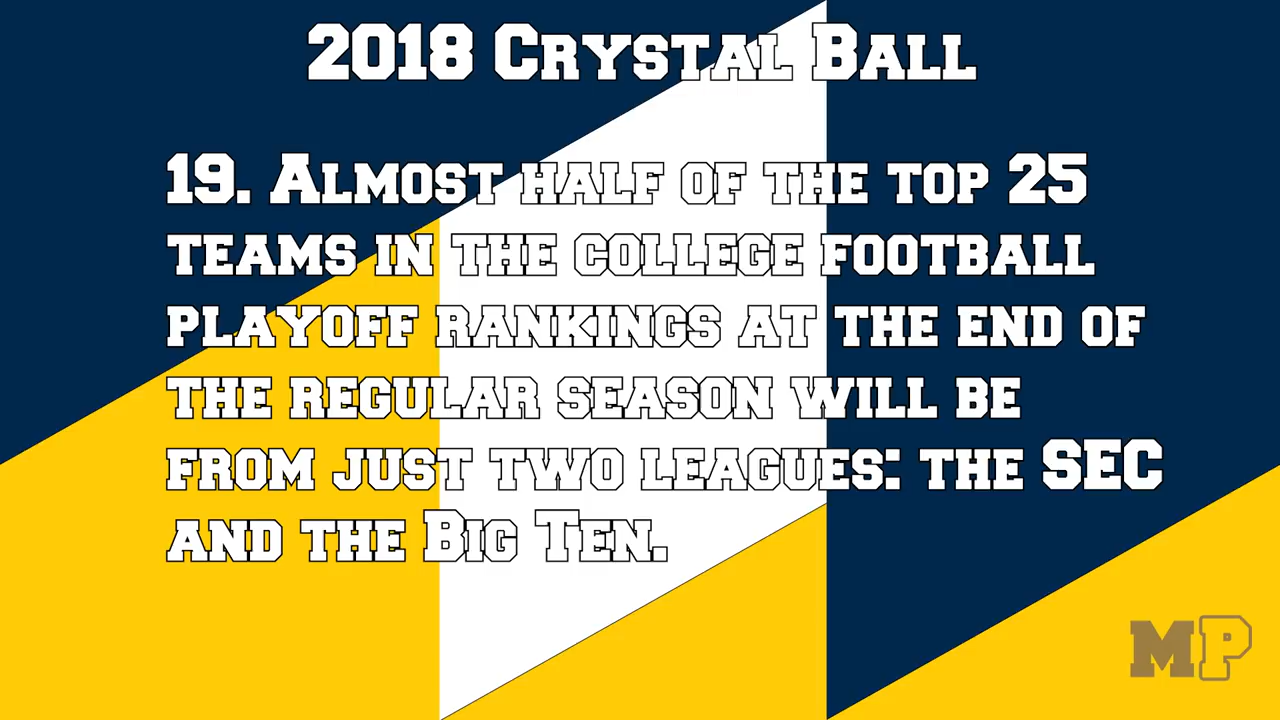 2018 Crystal Ball
19. Almost half of the top 25
teams in the college football
playoff rankings at the end of
the regular season will be
from just two leagues: the SEC
and the Big Ten.
MP